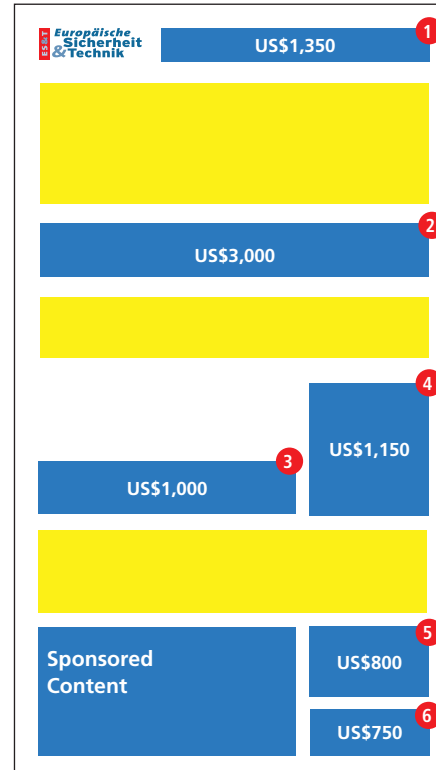 ES&T
Europäische
Sicherheit
&Technik
US$1,350
1
2
US$3,000
4
US$1,150
3
US$1,000
Sponsored
Content
5
US$800
6
US$750